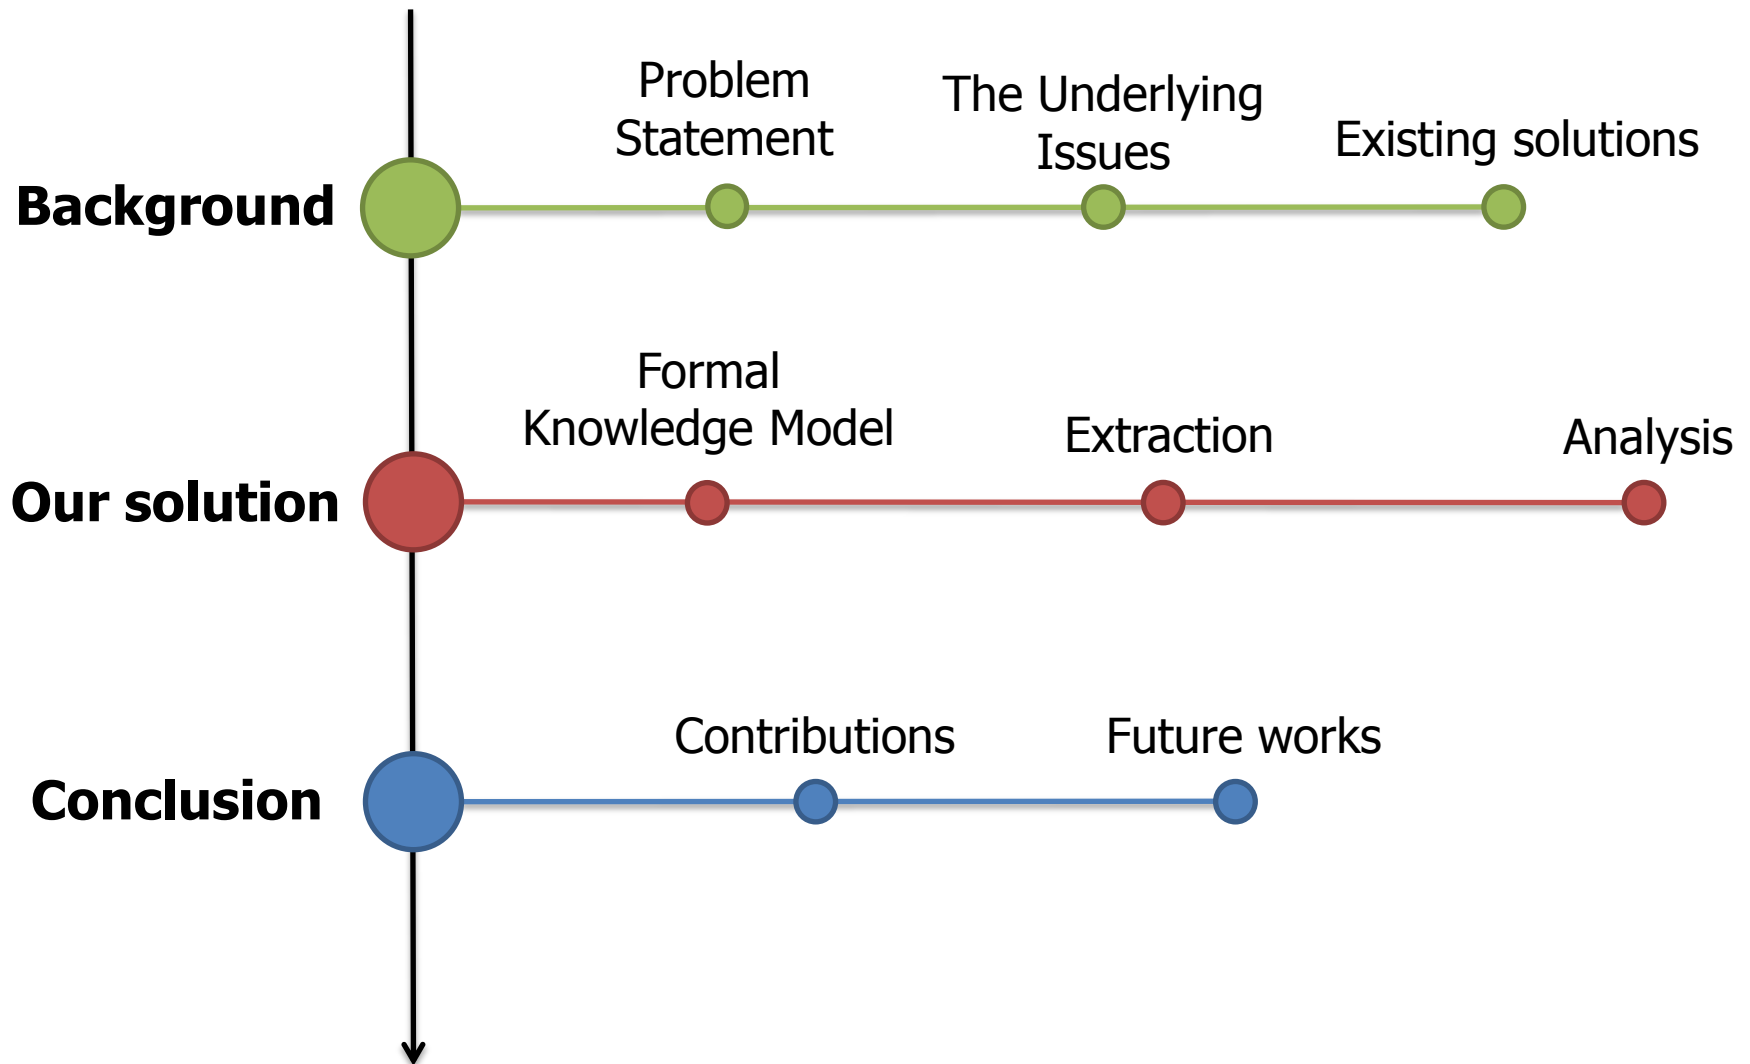 Problem
Statement
The Underlying
Issues
Existing solutions
Background
Formal
Knowledge Model
Extraction
Analysis
Our solution
Contributions
Future works
Conclusion